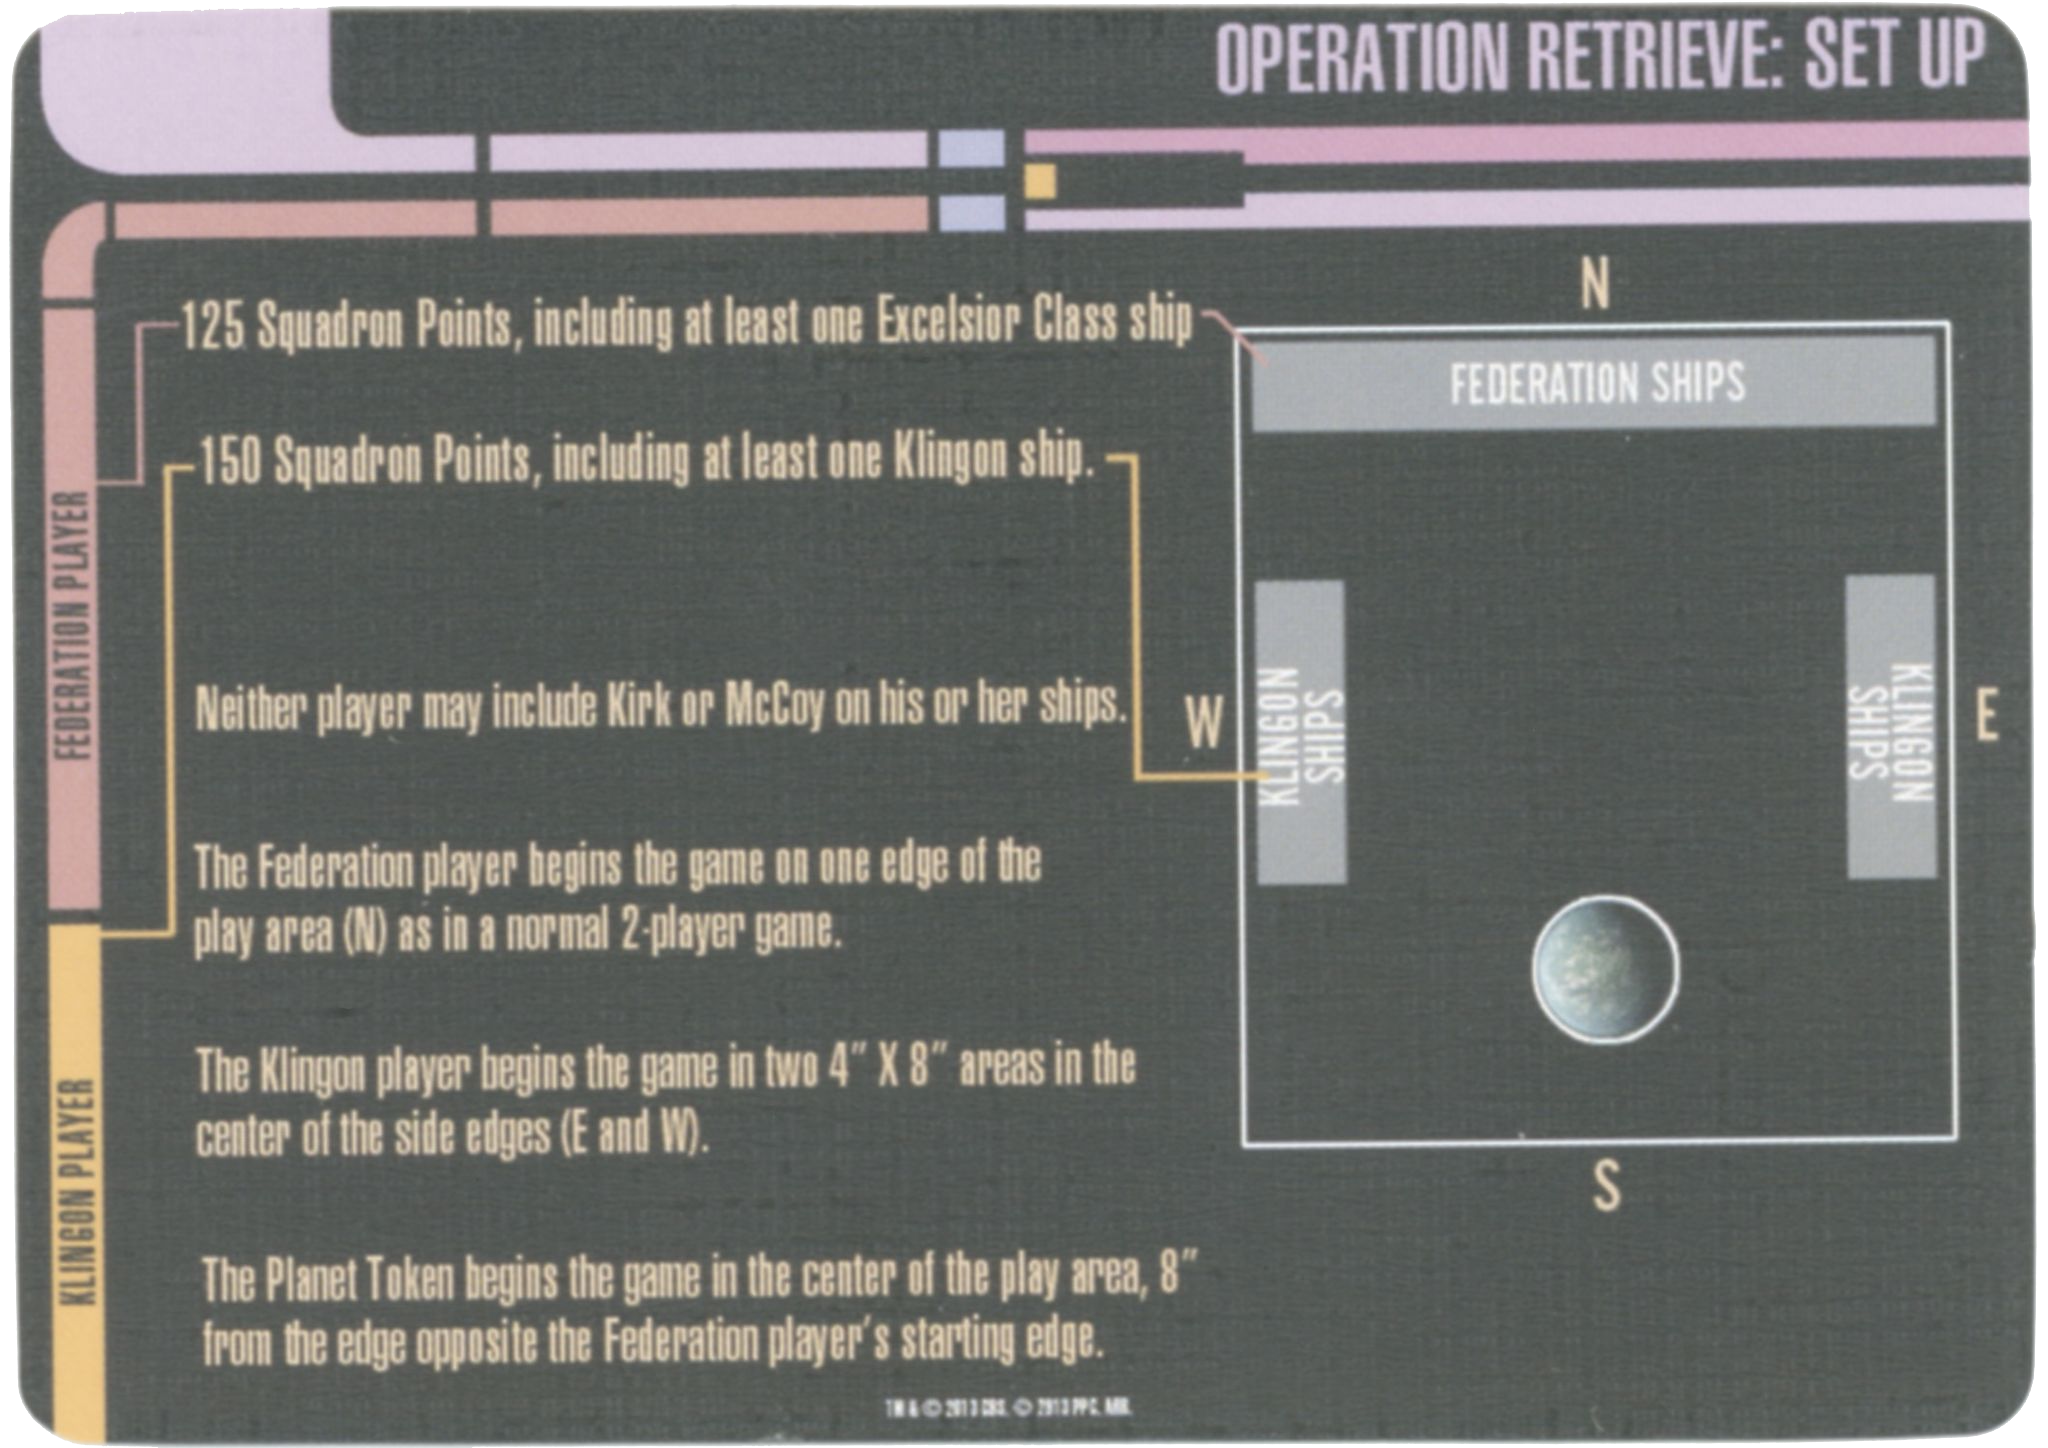 OPERATION RETRIEVE: SET UP
125 Squadron Points, including at least one Excelsior Class ship
150 Squadron Points, including at least one Klingon ship.
Neither player may include Kirk or McCoy on his or her ships.
The Federation player begins the game on one edge of the
play area (N) as in a normal 2-player game.
The Klingon player begins the game in two 4" X 8" areas in the
center of the side edges (E and W).
The Planet Token begins the game in the center of the play area, 8"
from the edge opposite the Federation player's starting edge.
FEDERATION PLAYER
KLINGON PLAYER
N
FEDERATION SHIPS
W
KLINGON
SHIPS
KLINGON
SHIPS
E
S
TM & © 2013 CBS. © 2013 PPC. ARR.